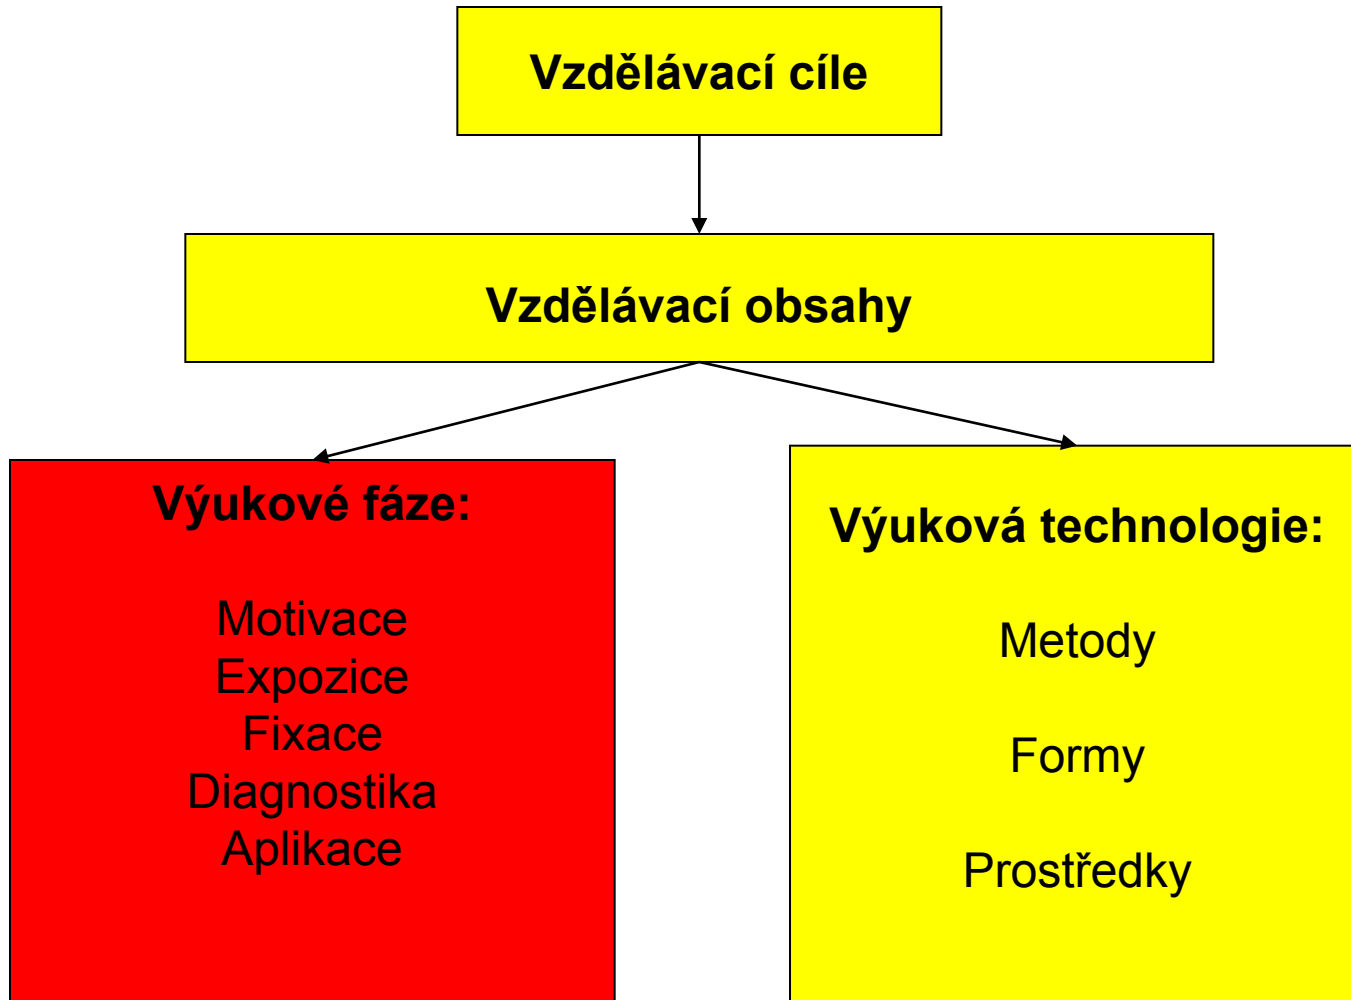 Vzdělávací cíle
Vzdělávací obsahy
Výukové fáze:
Motivace
Expozice
Fixace
Diagnostika
Aplikace
Výuková technologie:
Metody
Formy
Prostředky